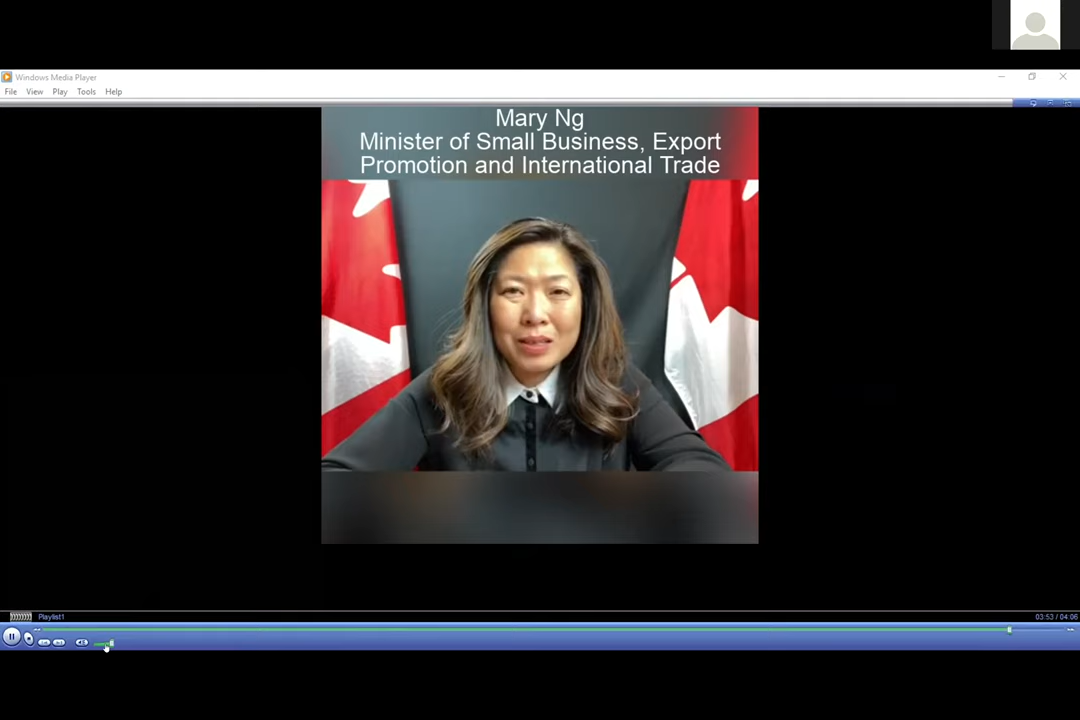 Windows Media Player
File View Play Tools Help
Mary Ng
Minister of Small Business, Export
Promotion and International Trade
Playlist1
03:53 / 04:06